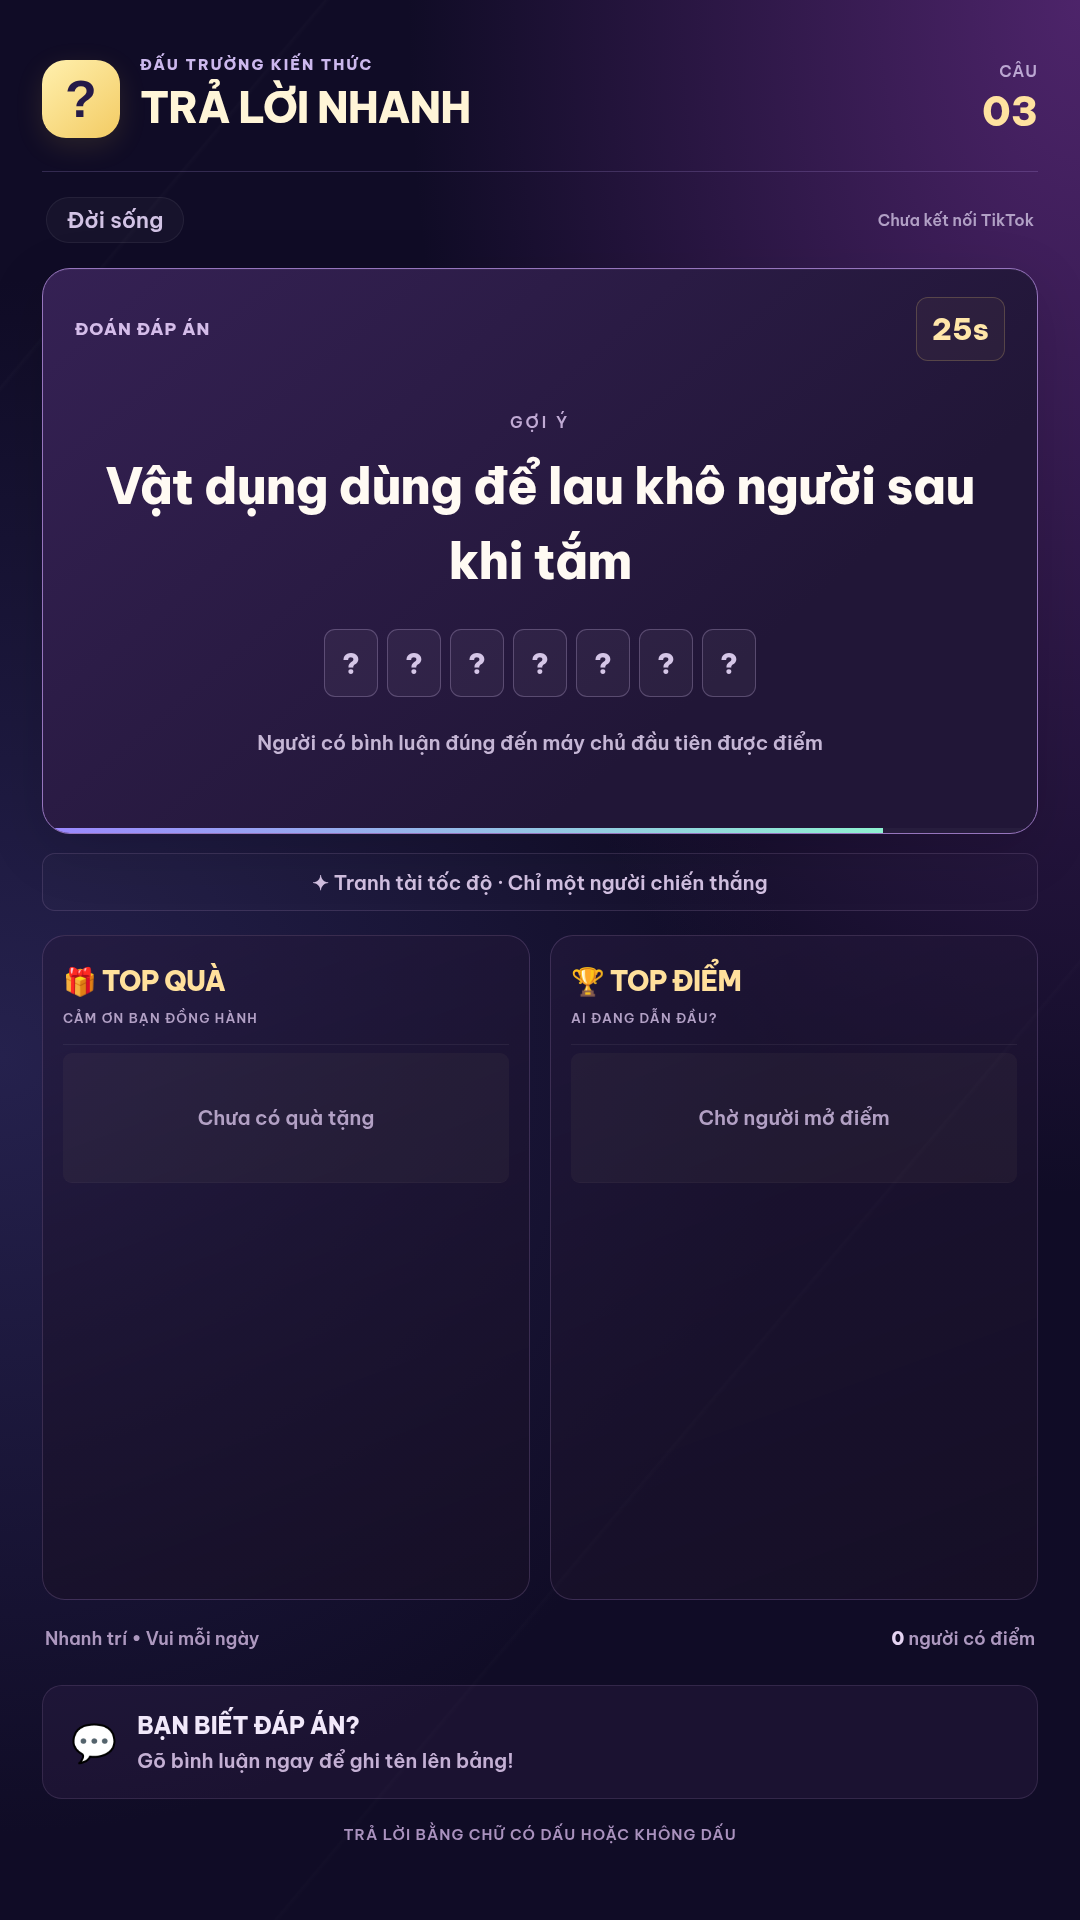 ?
ĐẤU TRƯỜNG KIẾN THỨC
TRẢ LỜI NHANH
CÂU
03
Đời sống
Chưa kết nối TikTok
ĐOÁN ĐÁP ÁN
25s
GỢI Ý
Vật dụng dùng để lau khô người sau
khi tắm
? ? ? ? ? ? ?
Người có bình luận đúng đến máy chủ đầu tiên được điểm
✦ Tranh tài tốc độ · Chỉ một người chiến thắng
🎁 TOP QUÀ
CẢM ƠN BẠN ĐỒNG HÀNH
Chưa có quà tặng
🏆 TOP ĐIỂM
AI ĐANG DẪN ĐẦU?
Chờ người mở điểm
Nhanh trí • Vui mỗi ngày
0 người có điểm
💬 BẠN BIẾT ĐÁP ÁN?
Gõ bình luận ngay để ghi tên lên bảng!
TRẢ LỜI BẰNG CHỮ CÓ DẤU HOẶC KHÔNG DẤU